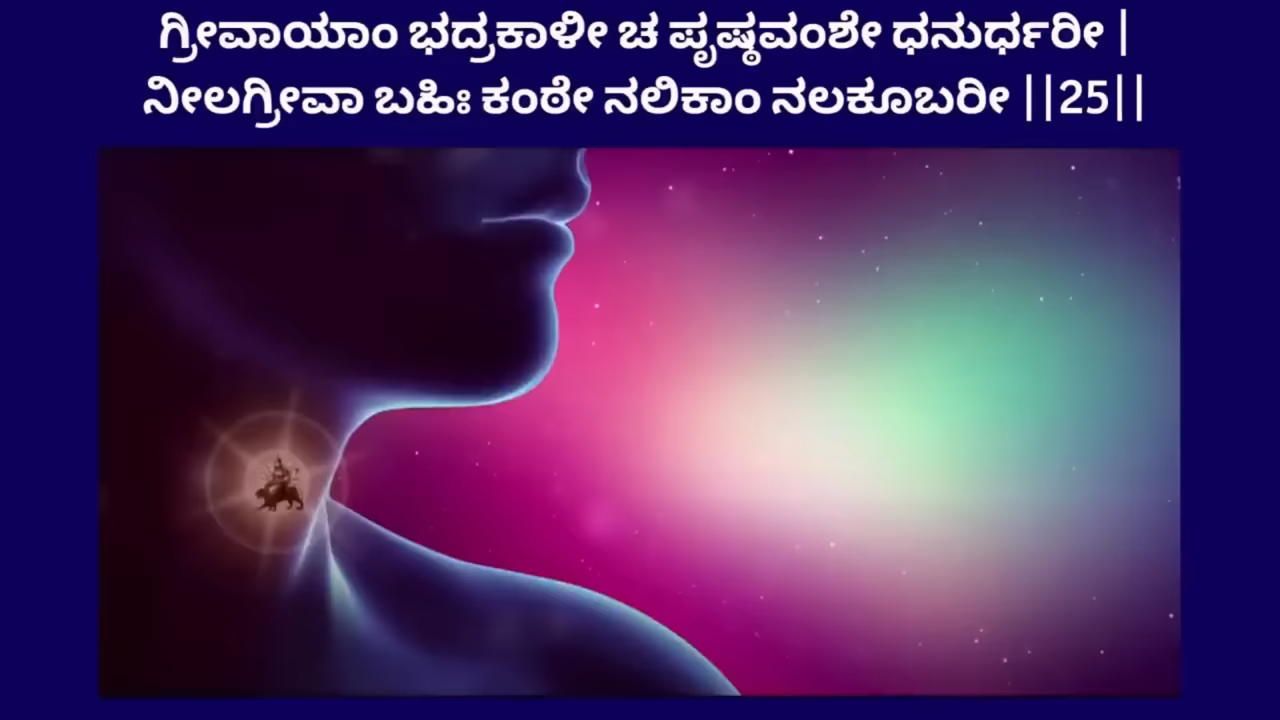 ಗ್ರೀವಾಯಾಂ ಭದ್ರಕಾಳೀ ಚ ಪೃಷ್ಠವಂಶೇ ಧನುರ್ಧರೀ |
ನೀಲಗ್ರೀವಾ ಬಹಿಃ ಕಂಠೇ ನಲಿಕಾಂ ನಲಕೂಬರೀ ||25||